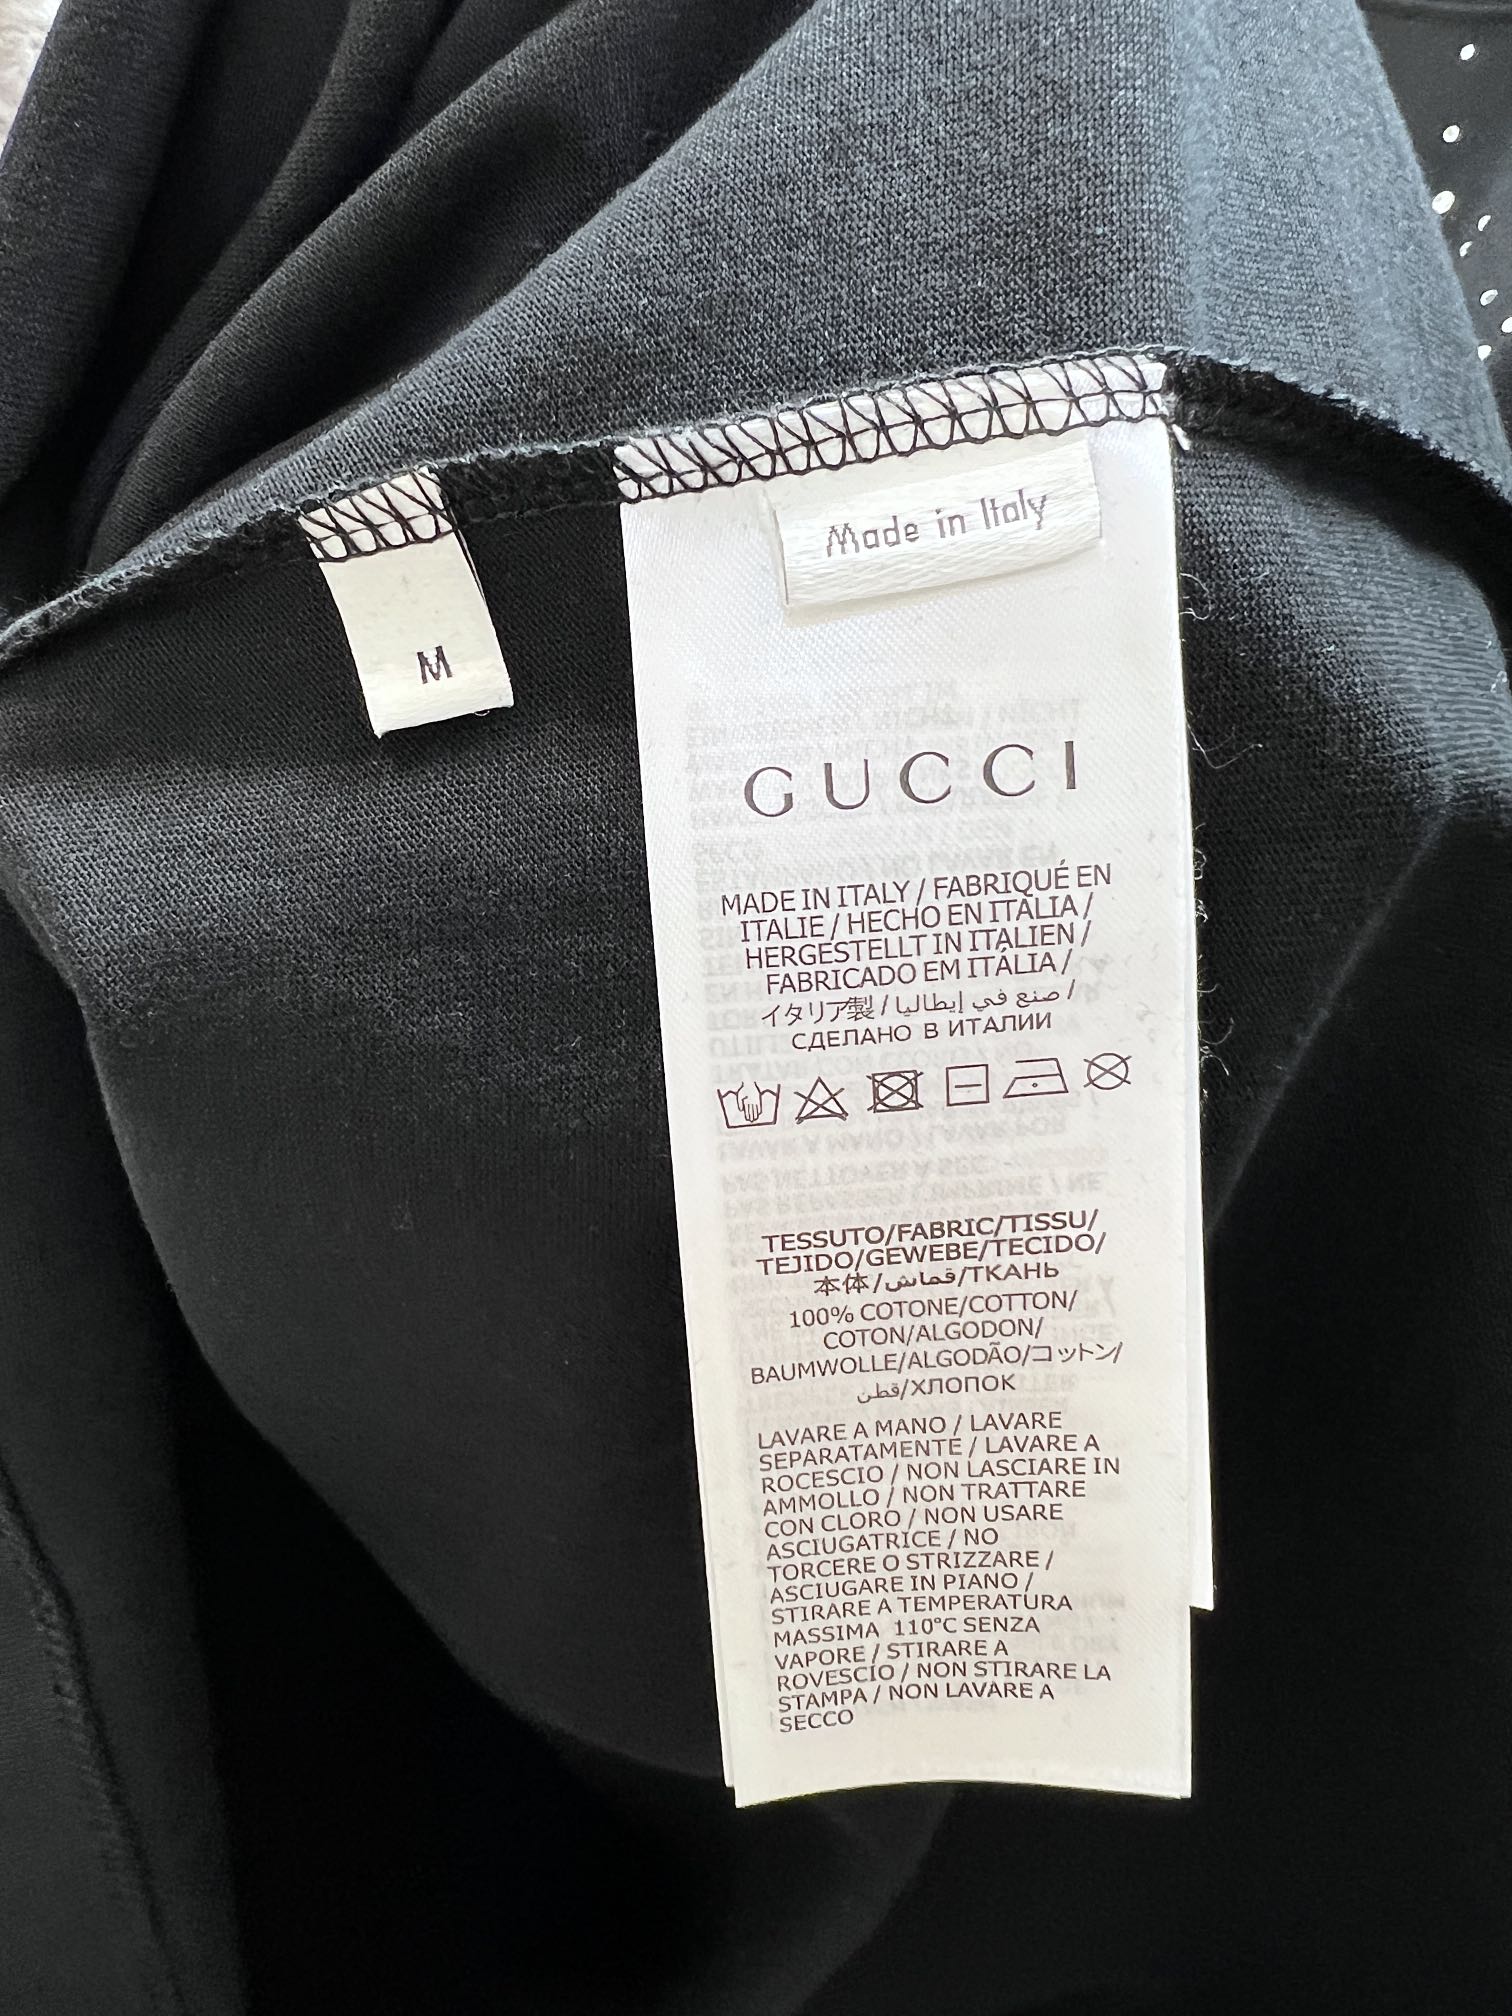 M
Made in Italy
GUCCI
MADE IN ITALY / FABRIQUÉ EN
ITALIE / HECHO EN ITALIA /
HERGESTELLT IN ITALIEN /
FABRICADO EM ITÁLIA /
イタリア製 / صنع في إيطاليا /
СДЕЛАНО В ИТАЛИИ
TESSUTO/FABRIC/TISSU/
TEJIDO/GEWEBE/TECIDO/
本体/قماش/ТКАНЬ
100% COTONE/COTTON/
COTON/ALGODON/
BAUMWOLLE/ALGODÃO/コットン/
قطن/ХЛОПОК
LAVARE A MANO / LAVARE
SEPARATAMENTE / LAVARE A
ROCESCIO / NON LASCIARE IN
AMMOLLO / NON TRATTARE
CON CLORO / NON USARE
ASCIUGATRICE / NO
TORCERE O STRIZZARE /
ASCIUGARE IN PIANO /
STIRARE A TEMPERATURA
MASSIMA 110°C SENZA
VAPORE / STIRARE A
ROVESCIO / NON STIRARE LA
STAMPA / NON LAVARE A
SECCO